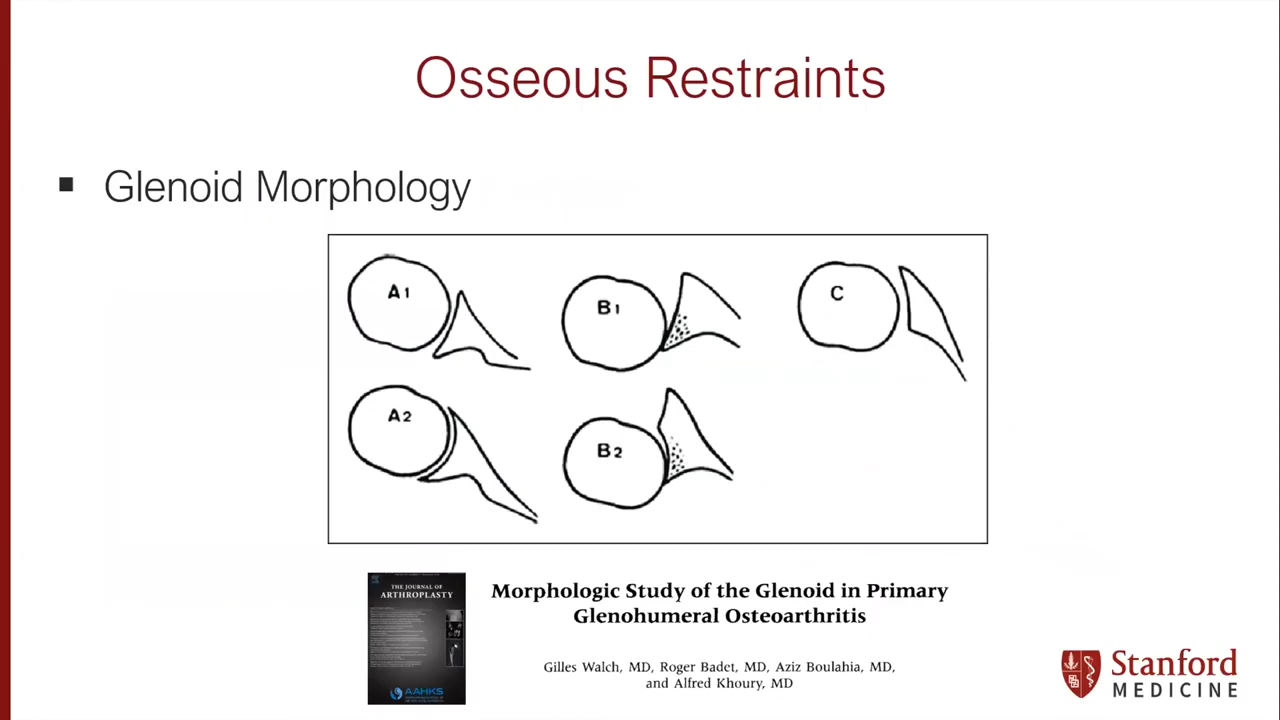 Osseous Restraints
Glenoid Morphology
A1
B1
C
A2
B2
THE JOURNAL OF
ARTHROPLASTY
AAHKS
Morphologic Study of the Glenoid in Primary
Glenohumeral Osteoarthritis
Gilles Walch, MD, Roger Badet, MD, Aziz Boulahia, MD,
and Alfred Khoury, MD
Stanford
MEDICINE